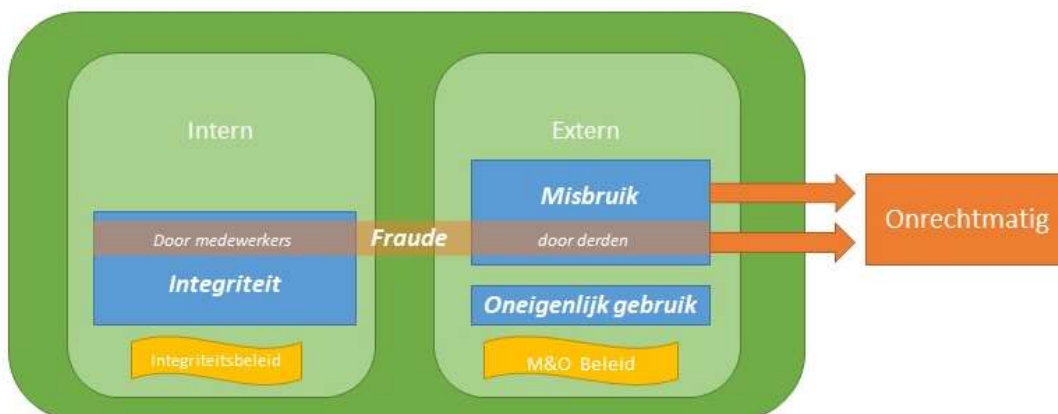 Intern
Extern
Misbruik
Door medewerkers
Fraude
door derden
Onrechtmatig
Integriteit
Oneigenlijk gebruik
Integriteitsbeleid
M&O Beleid